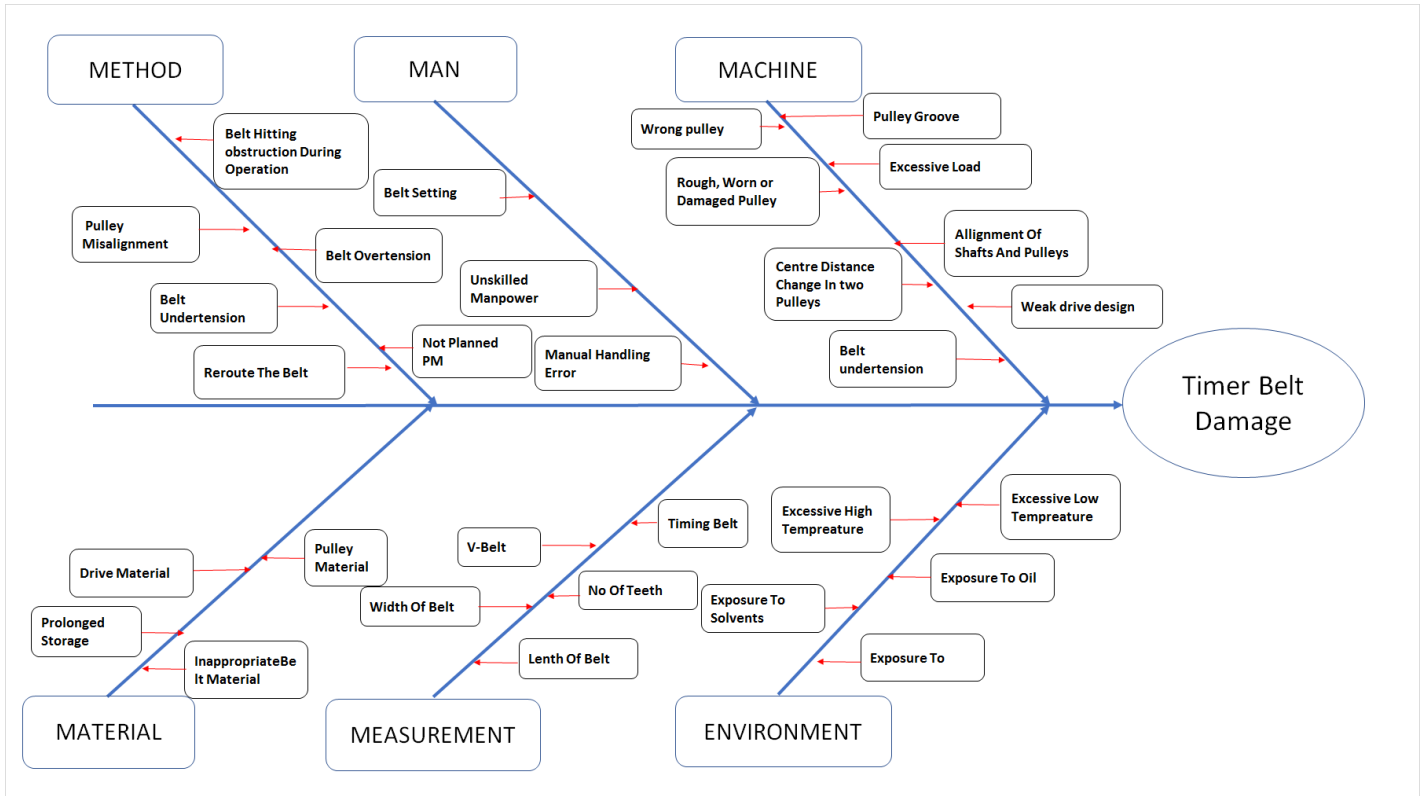 METHOD
MAN
MACHINE
Belt Hitting
obstruction During
Operation
Pulley
Misalignment
Belt Overtension
Belt
Undertension
Not Planned
PM
Reroute The Belt
Belt Setting
Unskilled
Manpower
Manual Handling
Error
Pulley Groove
Wrong pulley
Excessive Load
Rough, Worn or
Damaged Pulley
Allignment Of
Shafts And Pulleys
Centre Distance
Change In two
Pulleys
Weak drive design
Belt
undertension
Timer Belt
Damage
Pulley
Material
Drive Material
Prolonged
Storage
InappropriateBe
lt Material
Timing Belt
V-Belt
No Of Teeth
Width Of Belt
Lenth Of Belt
Excessive Low
Tempreature
Excessive High
Tempreature
Exposure To Oil
Exposure To
Solvents
Exposure To
MATERIAL
MEASUREMENT
ENVIRONMENT